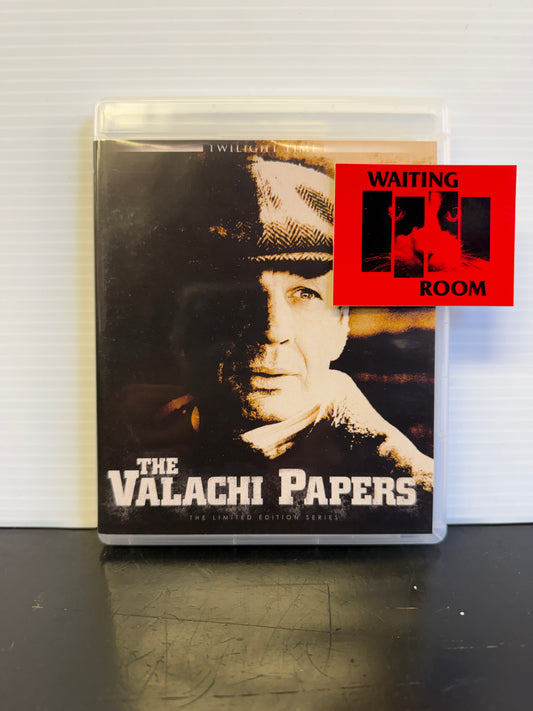 TWILIGHT TIME
WAITING
ROOM
THE
VALACHI PAPERS
THE LIMITED EDITION SERIES